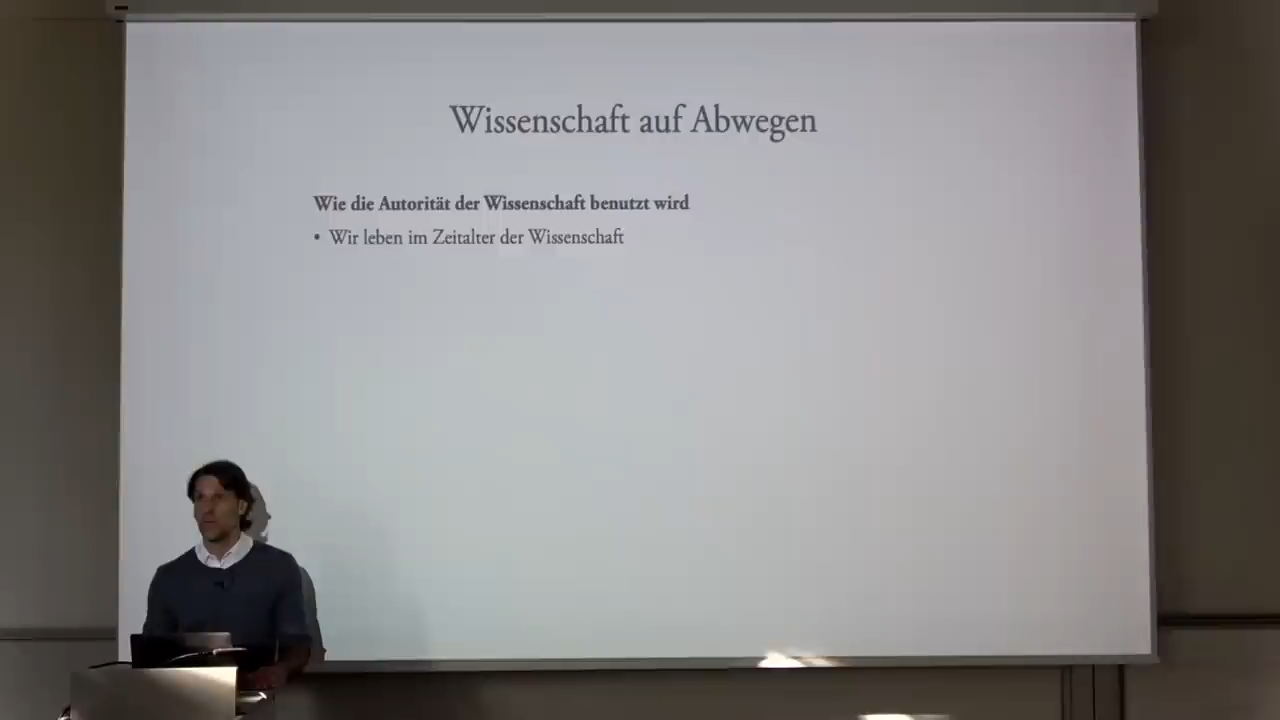 Wissenschaft auf Abwegen
Wie die Autorität der Wissenschaft benutzt wird
• Wir leben im Zeitalter der Wissenschaft